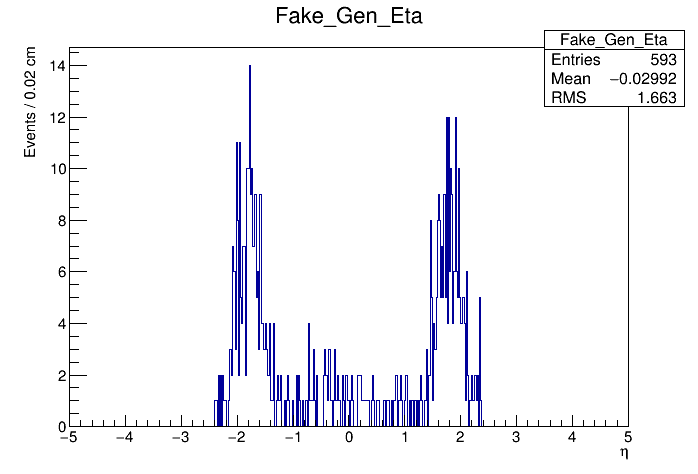 Fake_Gen_Eta
Fake_Gen_Eta
Entries 593
Mean −0.02992
RMS 1.663
Events / 0.02 cm
14
12
10
8
6
4
2
0
−5 −4 −3 −2 −1 0 1 2 3 4 5
η